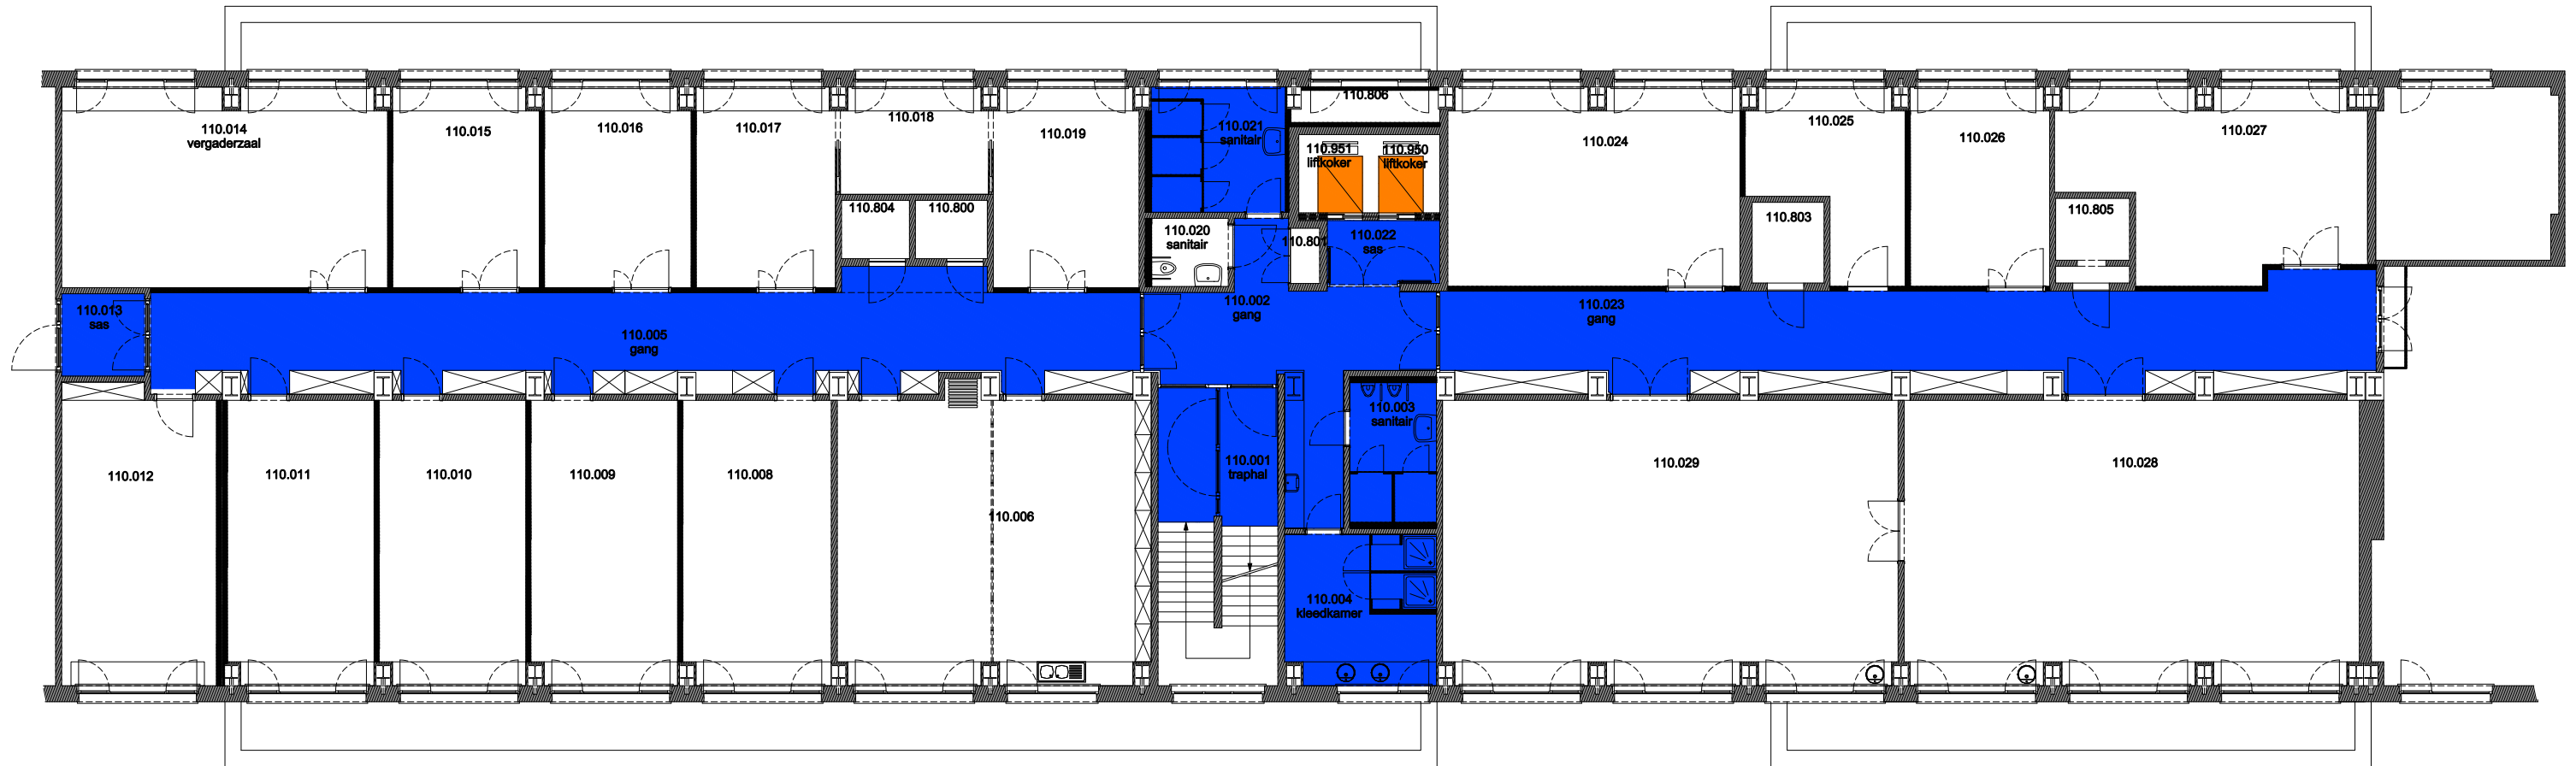 110.014
vergaderzaal
110.015
110.016
110.017
110.018
110.019
110.021
sanitair
110.806
110.951
liftkoker
110.950
liftkoker
110.024
110.025
110.026
110.027
110.804
110.800
110.020
sanitair
110.801
110.022
sas
110.803
110.805
110.013
sas
110.005
gang
110.002
gang
110.023
gang
110.012
110.011
110.010
110.009
110.008
110.006
110.001
traphal
110.003
sanitair
110.004
kleedkamer
110.029
110.028